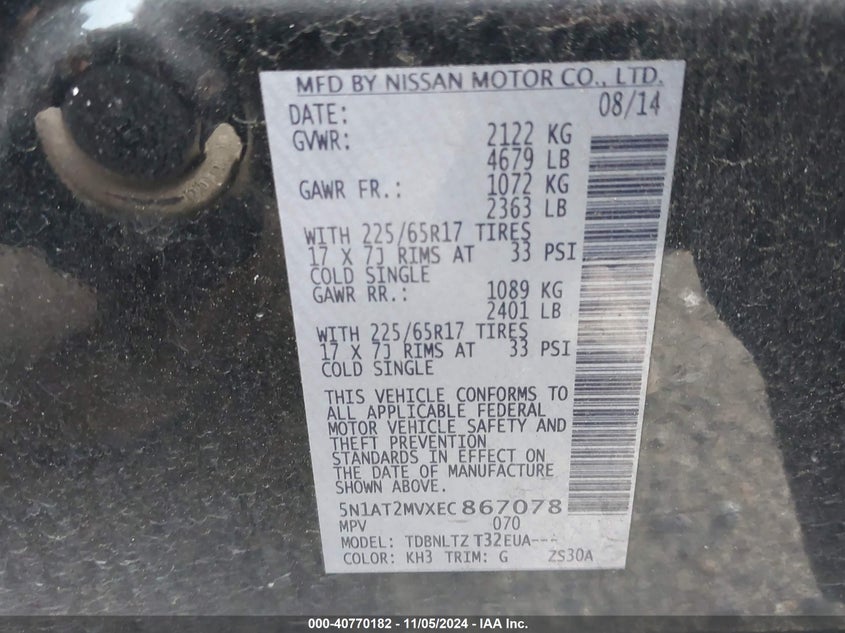 MFD BY NISSAN MOTOR CO., LTD.
DATE: 08/14
GVWR: 2122 KG
4679 LB
GAWR FR.: 1072 KG
2363 LB
WITH 225/65R17 TIRES
17 X 7J RIMS AT 33 PSI
COLD SINGLE
GAWR RR.: 1089 KG
2401 LB
WITH 225/65R17 TIRES
17 X 7J RIMS AT 33 PSI
COLD SINGLE
THIS VEHICLE CONFORMS TO
ALL APPLICABLE FEDERAL
MOTOR VEHICLE SAFETY AND
THEFT PREVENTION
STANDARDS IN EFFECT ON
THE DATE OF MANUFACTURE
SHOWN ABOVE.
5N1AT2MVXEC867078
MPV 070
MODEL: TDBNLTZ T32EUA---
COLOR: KH3 TRIM: G ZS30A
000-40770182 - 11/05/2024 - IAA Inc.